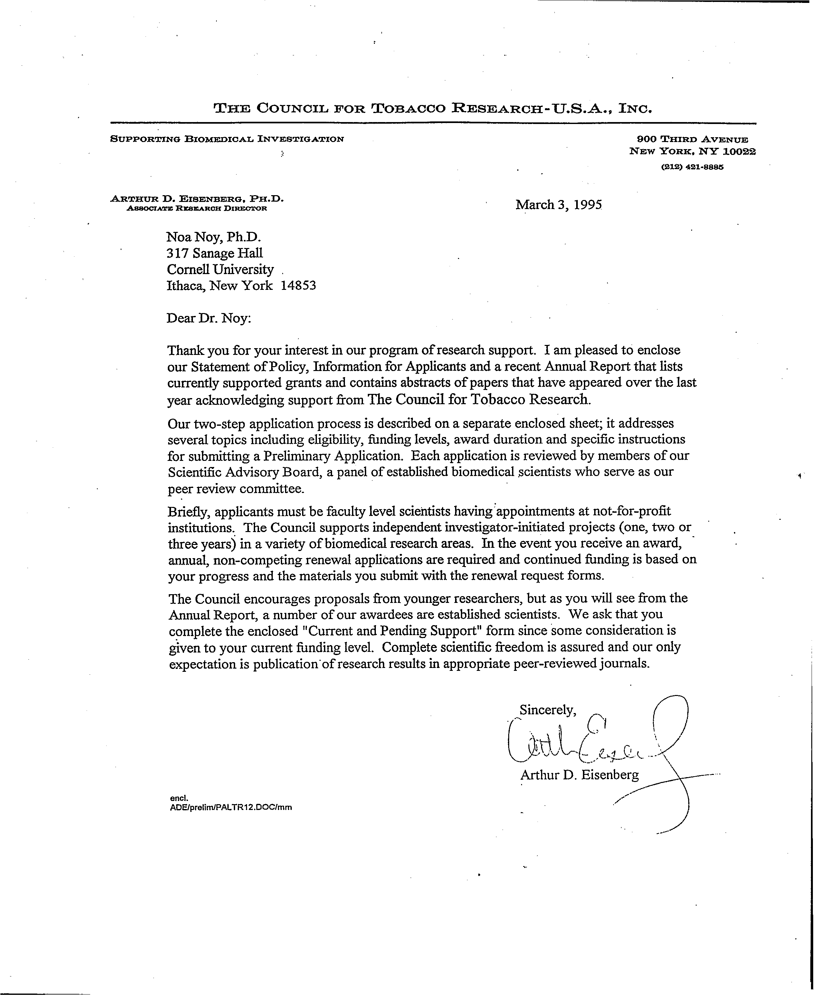 THE COUNCIL FOR TOBACCO RESEARCH-U.S.A., INC.
SUPPORTING BIOMEDICAL INVESTIGATION
900 THIRD AVENUE
NEW YORK, NY 10022
(212) 421-8885
ARTHUR D. EISENBERG, PH.D.
ASSOCIATE RESEARCH DIRECTOR
March 3, 1995
Noa Noy, Ph.D.
317 Sanage Hall
Cornell University
Ithaca, New York 14853
Dear Dr. Noy:
Thank you for your interest in our program of research support. I am pleased to enclose
our Statement of Policy, Information for Applicants and a recent Annual Report that lists
currently supported grants and contains abstracts of papers that have appeared over the last
year acknowledging support from The Council for Tobacco Research.
Our two-step application process is described on a separate enclosed sheet; it addresses
several topics including eligibility, funding levels, award duration and specific instructions
for submitting a Preliminary Application. Each application is reviewed by members of our
Scientific Advisory Board, a panel of established biomedical scientists who serve as our
peer review committee.
Briefly, applicants must be faculty level scientists having appointments at not-for-profit
institutions. The Council supports independent investigator-initiated projects (one, two or
three years) in a variety of biomedical research areas. In the event you receive an award,
annual, non-competing renewal applications are required and continued funding is based on
your progress and the materials you submit with the renewal request forms.
The Council encourages proposals from younger researchers, but as you will see from the
Annual Report, a number of our awardees are established scientists. We ask that you
complete the enclosed "Current and Pending Support" form since some consideration is
given to your current funding level. Complete scientific freedom is assured and our only
expectation is publication of research results in appropriate peer-reviewed journals.
Sincerely,
Arthur D. Eisenberg
encl.
ADE/prelim/PALTR12.DOC/mm